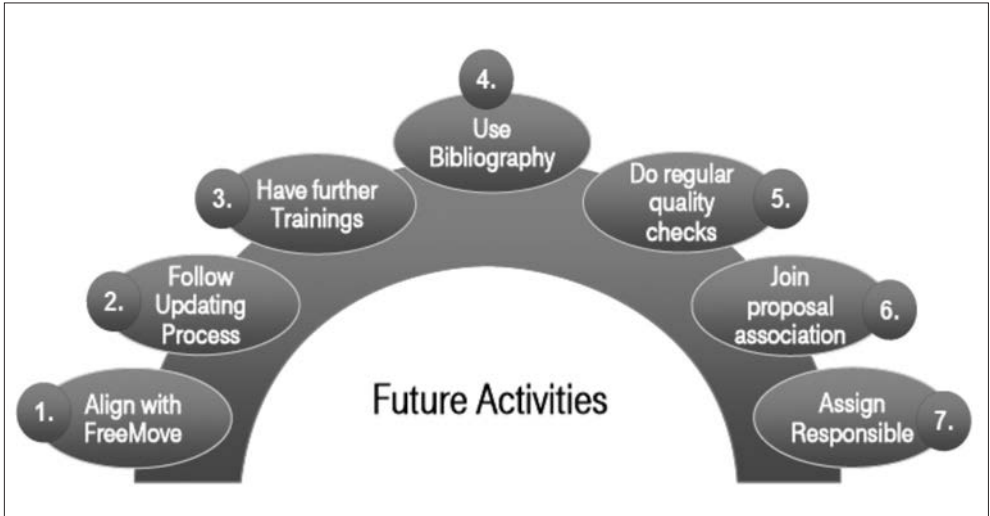 1.
Align with
FreeMove
2.
Follow
Updating
Process
3.
Have further
Trainings
4.
Use
Bibliography
Do regular
quality
checks
5.
Join
proposal
association
6.
Assign
Responsible
7.
Future Activities